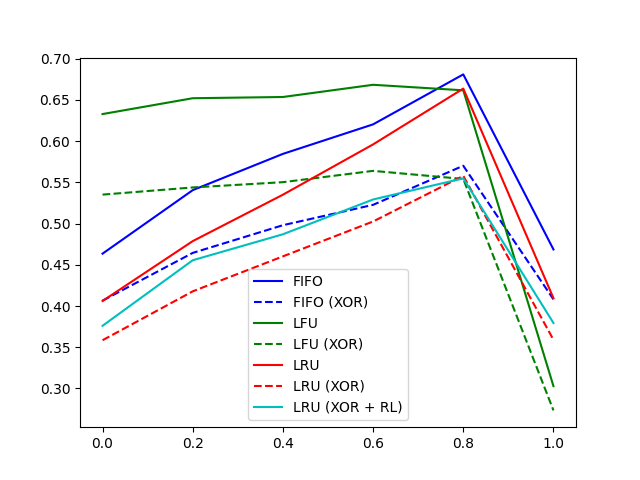 0.70
0.65
0.60
0.55
0.50
0.45
0.40
0.35
0.30
FIFO
FIFO (XOR)
LFU
LFU (XOR)
LRU
LRU (XOR)
LRU (XOR + RL)
0.0 0.2 0.4 0.6 0.8 1.0